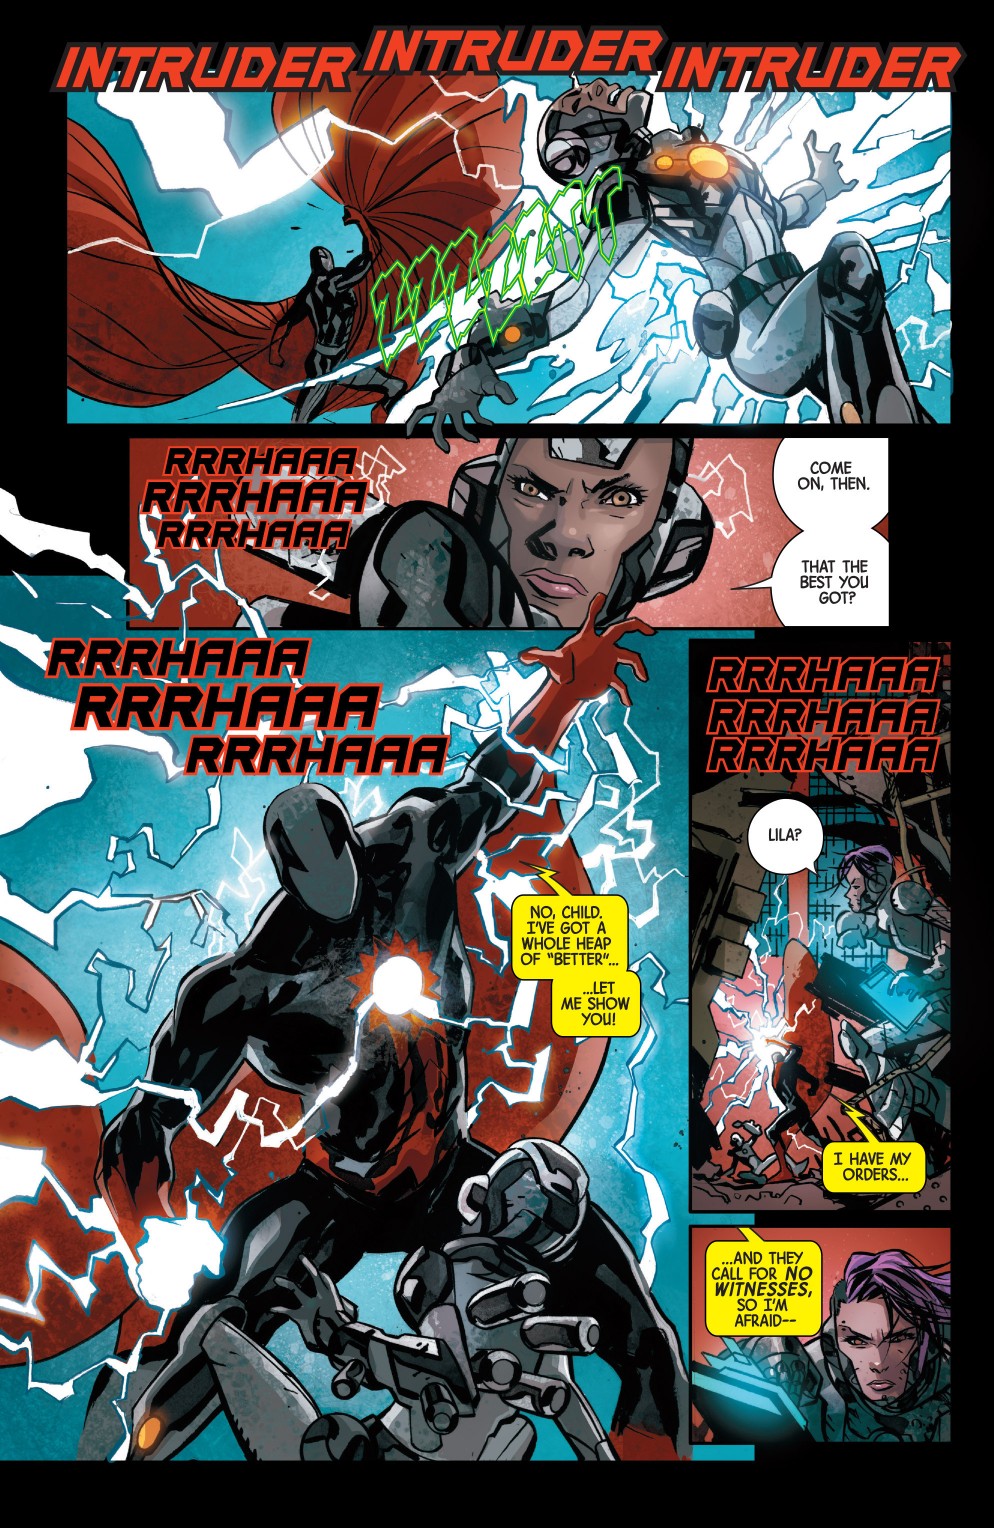 INTRUDER INTRUDER INTRUDER
ZZZZZZZTT
RRRHAAA
RRRHAAA
RRRHAAA
COME
ON, THEN.
THAT THE
BEST YOU
GOT?
RRRHAAA
RRRHAAA
RRRHAAA
NO, CHILD.
I'VE GOT A
WHOLE HEAP
OF "BETTER"...
...LET
ME SHOW
YOU!
RRRHAAA
RRRHAAA
RRRHAAA
LILA?
I HAVE MY
ORDERS...
...AND THEY
CALL FOR NO
WITNESSES,
SO I'M
AFRAID--